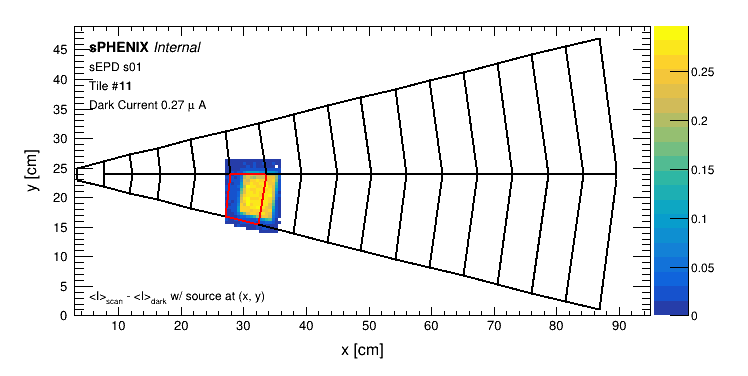 sPHENIX Internal
sEPD s01
Tile #11
Dark Current 0.27 μ A
<I>scan - <I>dark w/ source at (x, y)
y [cm]
45
40
35
30
25
20
15
10
5
0
10 20 30 40 50 60 70 80 90
x [cm]
0.25
0.2
0.15
0.1
0.05
0